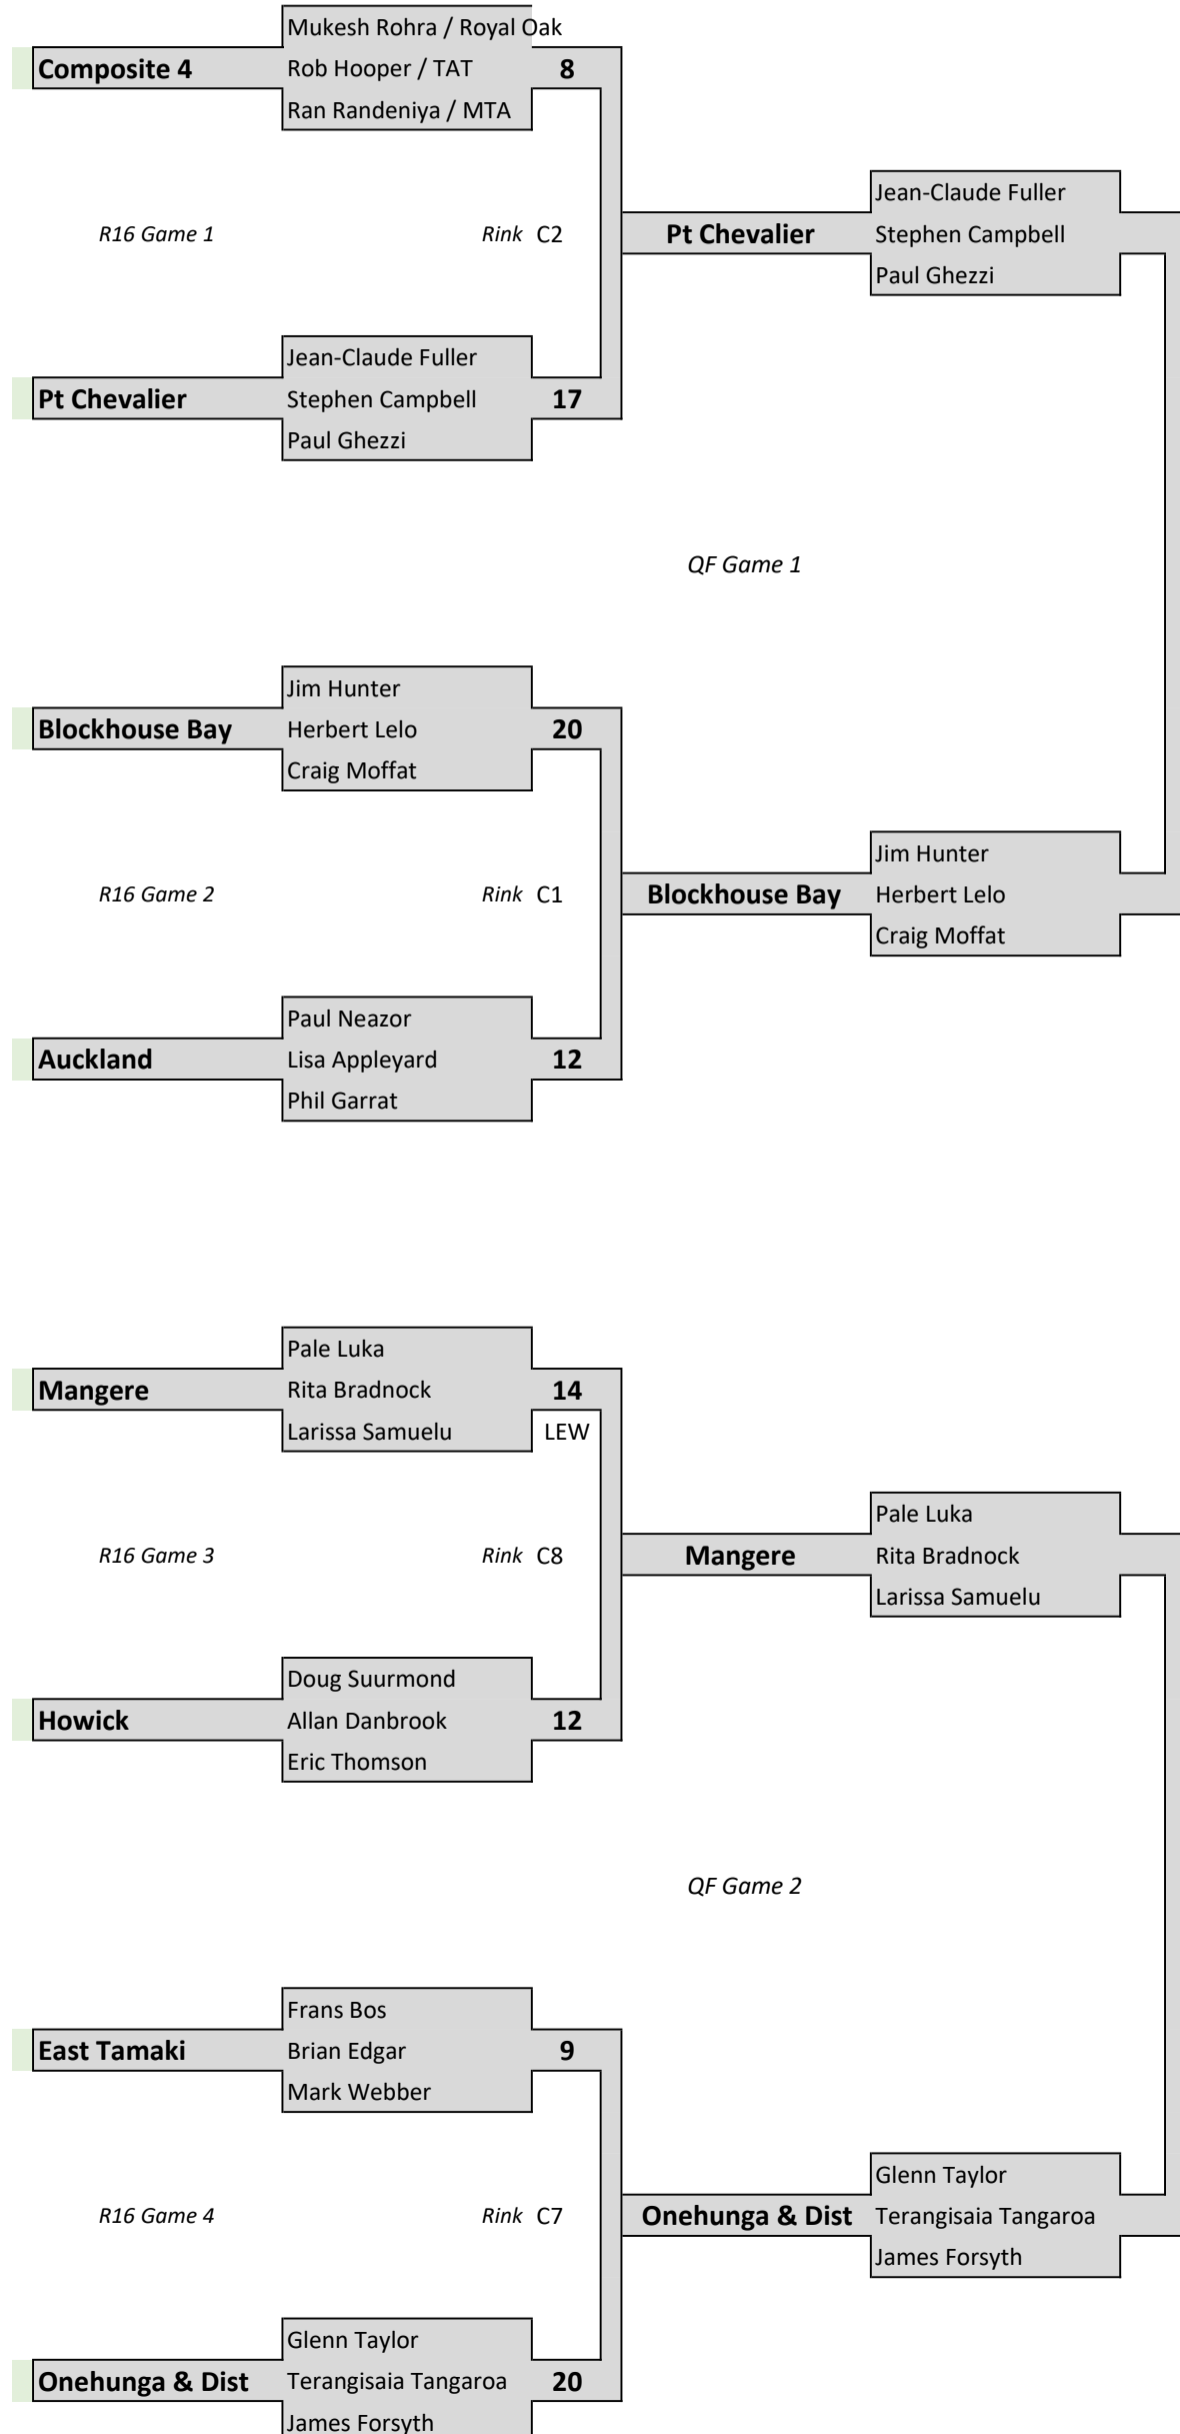 Mukesh Rohra / Royal Oak
Composite 4 Rob Hooper / TAT 8
Ran Randeniya / MTA
Jean-Claude Fuller
R16 Game 1 Rink C2 Pt Chevalier Stephen Campbell
Paul Ghezzi
Jean-Claude Fuller
Pt Chevalier Stephen Campbell 17
Paul Ghezzi
QF Game 1
Jim Hunter
Blockhouse Bay Herbert Lelo 20
Craig Moffat
Jim Hunter
R16 Game 2 Rink C1 Blockhouse Bay Herbert Lelo
Craig Moffat
Paul Neazor
Auckland Lisa Appleyard 12
Phil Garrat
Pale Luka
Mangere Rita Bradnock 14
Larissa Samuelu LEW
Pale Luka
R16 Game 3 Rink C8 Mangere Rita Bradnock
Larissa Samuelu
Doug Suurmond
Howick Allan Danbrook 12
Eric Thomson
QF Game 2
Frans Bos
East Tamaki Brian Edgar 9
Mark Webber
Glenn Taylor
R16 Game 4 Rink C7 Onehunga & Dist Terangisaia Tangaroa
James Forsyth
Glenn Taylor
Onehunga & Dist Terangisaia Tangaroa 20
James Forsyth